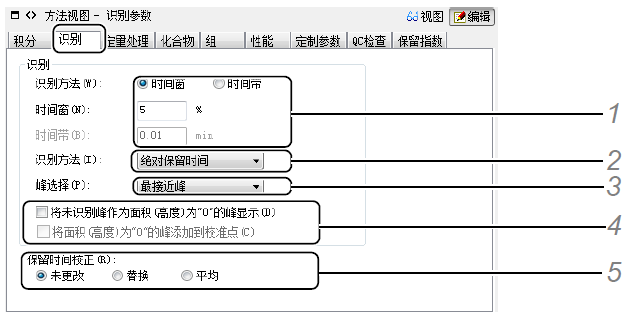 方法视图 - 识别参数 视图 编辑
积分 识别 定量处理 化合物 组 性能 定制参数 QC检查 保留指数
识别
识别方法(W): 时间窗 时间带
时间窗(N): 5 % 1
时间带(B): 0.01 min
识别方法(I): 绝对保留时间 2
峰选择(P): 最接近峰 3
将未识别峰作为面积(高度)为"0"的峰显示(D)
将面积(高度)为"0"的峰添加到校准点(C) 4
保留时间校正(R):
未更改 替换 平均 5